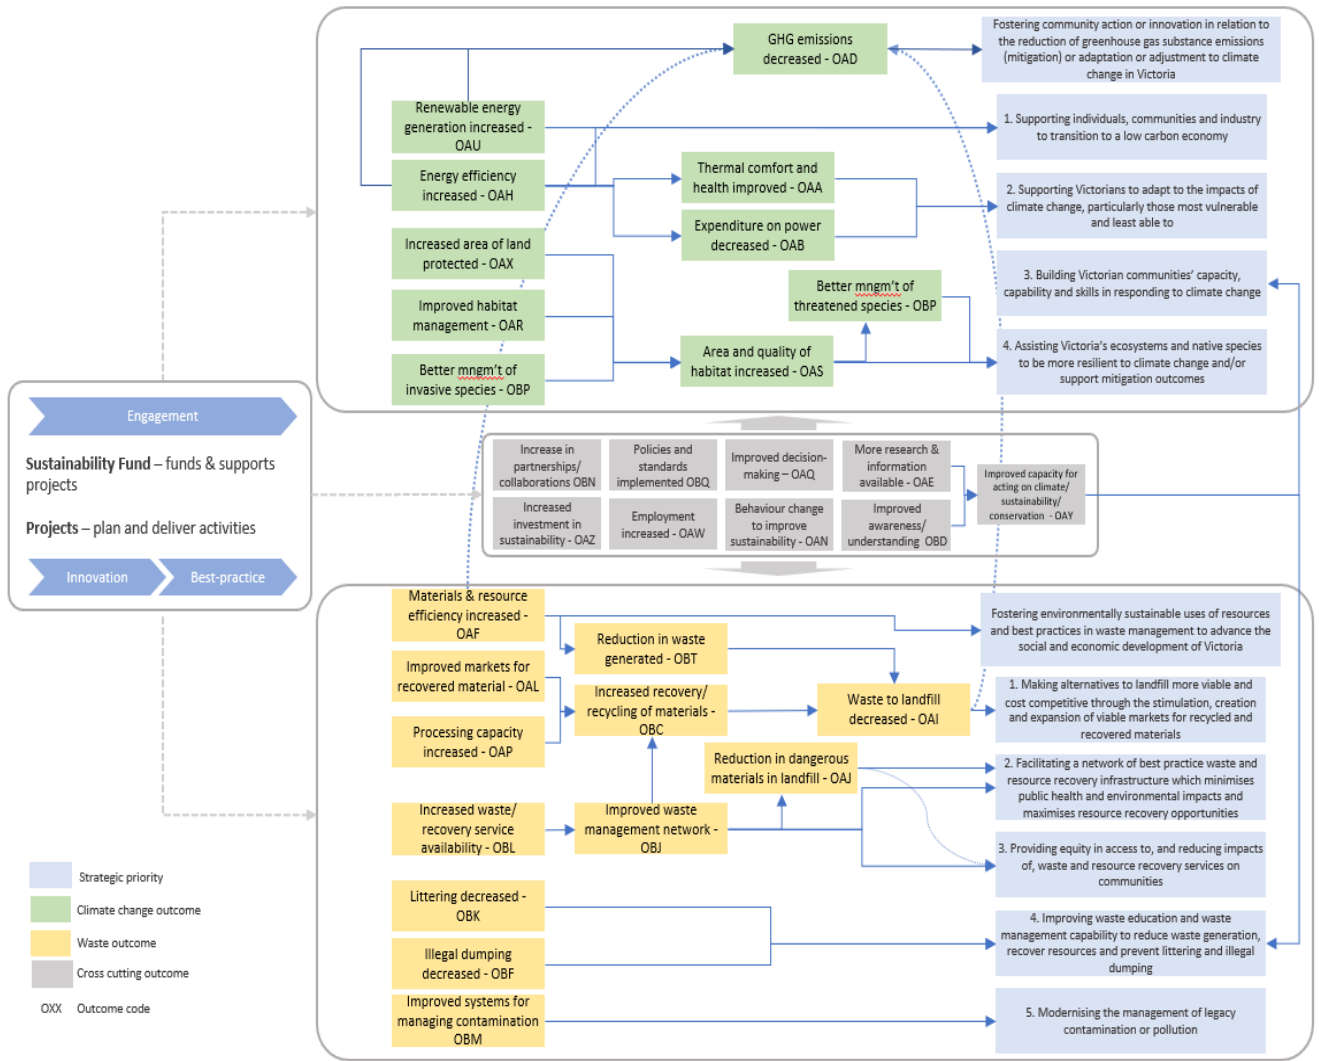 GHG emissions
decreased - OAD
Fostering community action or innovation in relation to
the reduction of greenhouse gas substance emissions
(mitigation) or adaptation or adjustment to climate
change in Victoria
Renewable energy
generation increased -
OAU
1. Supporting individuals, communities and industry
to transition to a low carbon economy
Energy efficiency
increased - OAH
Thermal comfort and
health improved - OAA
2. Supporting Victorians to adapt to the impacts of
climate change, particularly those most vulnerable
and least able to
Expenditure on power
decreased - OAB
Increased area of land
protected - OAX
3. Building Victorian communities’ capacity,
capability and skills in responding to climate change
Better mngm’t of
threatened species - OBP
Improved habitat
management - OAR
Area and quality of
habitat increased - OAS
4. Assisting Victoria’s ecosystems and native species
to be more resilient to climate change and/or
support mitigation outcomes
Better mngm’t of
invasive species - OBP
Engagement
Sustainability Fund – funds & supports
projects
Projects – plan and deliver activities
Innovation
Best-practice
Increase in
partnerships/
collaborations OBN
Policies and
standards
implemented OBQ
Improved decision-
making – OAQ
More research &
information
available - OAE
Improved capacity for
acting on climate/
sustainability/
conservation - OAY
Increased
investment in
sustainability - OAZ
Employment
increased - OAW
Behaviour change
to improve
sustainability - OAN
Improved
awareness/
understanding OBD
Materials & resource
efficiency increased -
OAF
Fostering environmentally sustainable uses of resources
and best practices in waste management to advance the
social and economic development of Victoria
Reduction in waste
generated - OBT
Improved markets for
recovered material - OAL
Increased recovery/
recycling of materials -
OBC
Waste to landfill
decreased - OAI
1. Making alternatives to landfill more viable and
cost competitive through the stimulation, creation
and expansion of viable markets for recycled and
recovered materials
Processing capacity
increased - OAP
Reduction in dangerous
materials in landfill - OAJ
2. Facilitating a network of best practice waste and
resource recovery infrastructure which minimises
public health and environmental impacts and
maximises resource recovery opportunities
Increased waste/
recovery service
availability - OBL
Improved waste
management network -
OBJ
3. Providing equity in access to, and reducing impacts
of, waste and resource recovery services on
communities
Littering decreased -
OBK
4. Improving waste education and waste
management capability to reduce waste generation,
recover resources and prevent littering and illegal
dumping
Illegal dumping
decreased - OBF
Improved systems for
managing contamination
OBM
5. Modernising the management of legacy
contamination or pollution
Strategic priority
Climate change outcome
Waste outcome
Cross cutting outcome
OXX Outcome code